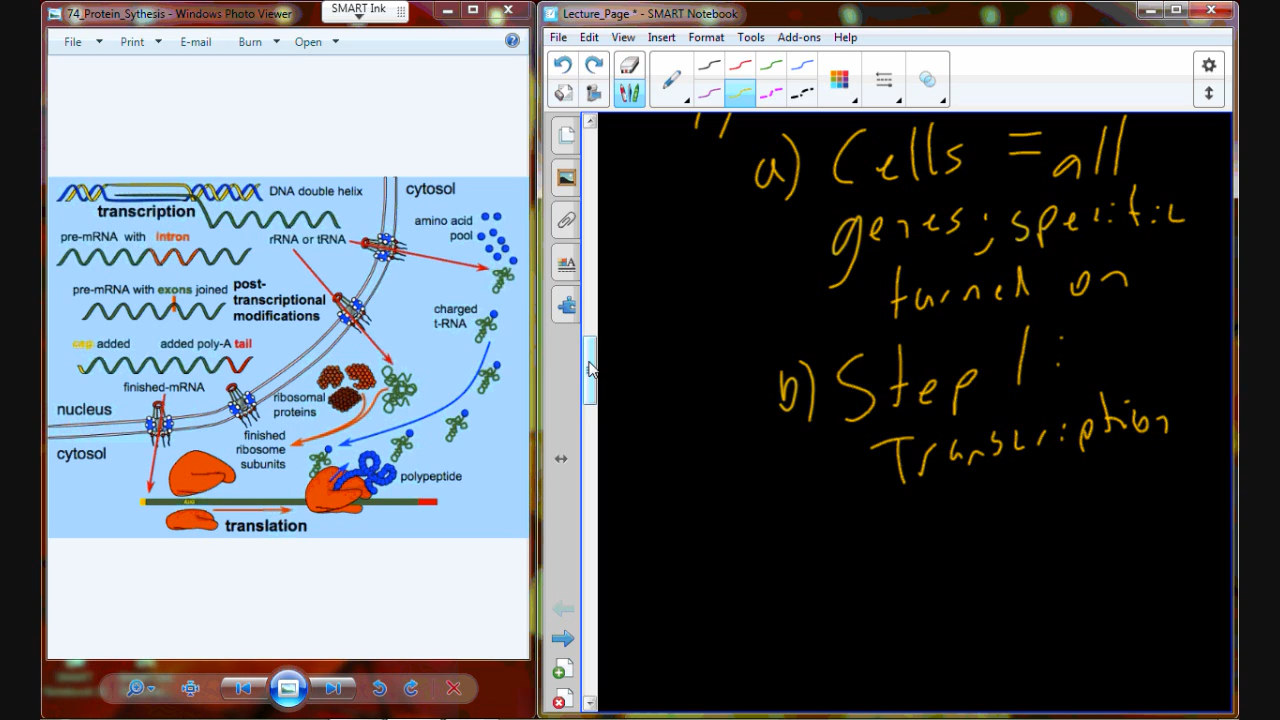 74_Protein_Sythesis - Windows Photo Viewer
SMART Ink
File Print E-mail Burn Open
DNA double helix
cytosol
transcription
amino acid
pool
pre-mRNA with intron
rRNA or tRNA
pre-mRNA with exons joined
post-
transcriptional
modifications
charged
t-RNA
cap added
added poly-A tail
finished-mRNA
ribosomal
proteins
nucleus
cytosol
finished
ribosome
subunits
polypeptide
AUG
translation
Lecture_Page * - SMART Notebook
File Edit View Insert Format Tools Add-ons Help
a) Cells = all
genes; specific
turned on
b) Step 1:
Transcription